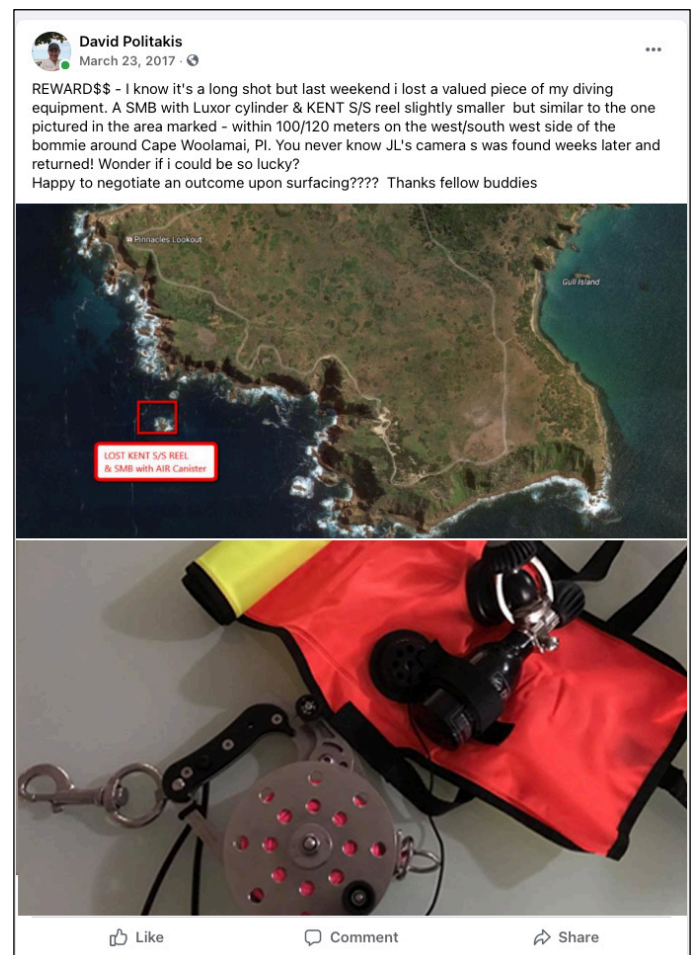 David Politakis
March 23, 2017 ·
REWARD$$ - I know it's a long shot but last weekend i lost a valued piece of my diving
equipment. A SMB with Luxor cylinder & KENT S/S reel slightly smaller but similar to the one
pictured in the area marked - within 100/120 meters on the west/south west side of the
bommie around Cape Woolamai, PI. You never know JL's camera s was found weeks later and
returned! Wonder if i could be so lucky?
Happy to negotiate an outcome upon surfacing???? Thanks fellow buddies
Pinnacles Lookout
Gull Island
LOST KENT S/S REEL
& SMB with AIR Canister
Like Comment Share